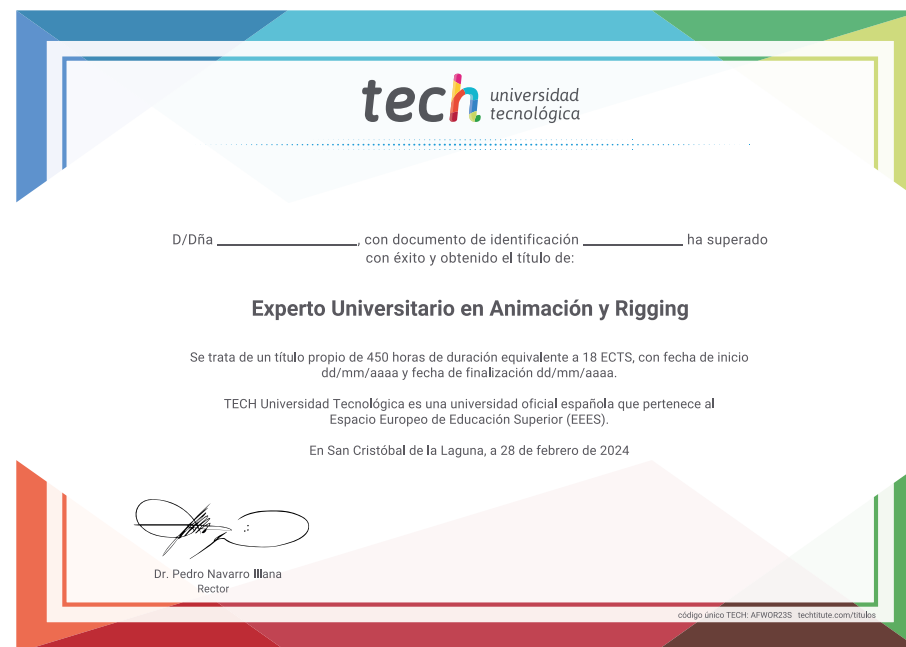 tech universidad
tecnológica
D/Dña ____________________, con documento de identificación ______________ ha superado
con éxito y obtenido el título de:
Experto Universitario en Animación y Rigging
Se trata de un título propio de 450 horas de duración equivalente a 18 ECTS, con fecha de inicio
dd/mm/aaaa y fecha de finalización dd/mm/aaaa.
TECH Universidad Tecnológica es una universidad oficial española que pertenece al
Espacio Europeo de Educación Superior (EEES).
En San Cristóbal de la Laguna, a 28 de febrero de 2024
Dr. Pedro Navarro Illana
Rector
código único TECH: AFWOR23S techtitute.com/titulos